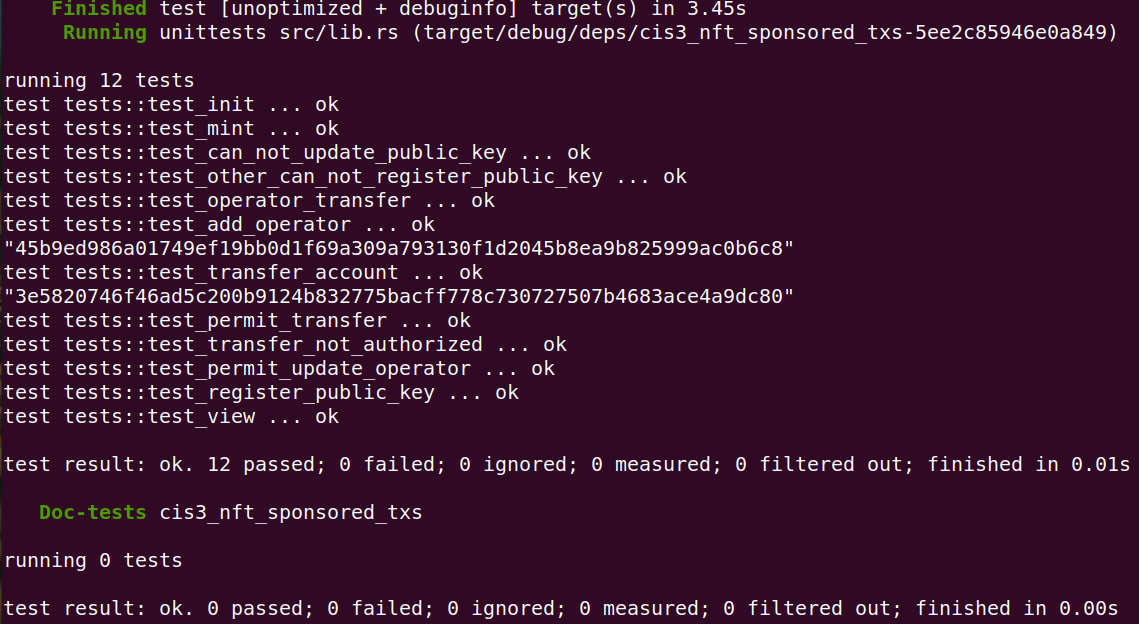 Finished test [unoptimized + debuginfo] target(s) in 3.45s
Running unittests src/lib.rs (target/debug/deps/cis3_nft_sponsored_txs-5ee2c85946e0a849)
running 12 tests
test tests::test_init ... ok
test tests::test_mint ... ok
test tests::test_can_not_update_public_key ... ok
test tests::test_other_can_not_register_public_key ... ok
test tests::test_operator_transfer ... ok
test tests::test_add_operator ... ok
"45b9ed986a01749ef19bb0d1f69a309a793130f1d2045b8ea9b825999ac0b6c8"
test tests::test_transfer_account ... ok
"3e5820746f46ad5c200b9124b832775bacff778c730727507b4683ace4a9dc80"
test tests::test_permit_transfer ... ok
test tests::test_transfer_not_authorized ... ok
test tests::test_permit_update_operator ... ok
test tests::test_register_public_key ... ok
test tests::test_view ... ok
test result: ok. 12 passed; 0 failed; 0 ignored; 0 measured; 0 filtered out; finished in 0.01s
Doc-tests cis3_nft_sponsored_txs
running 0 tests
test result: ok. 0 passed; 0 failed; 0 ignored; 0 measured; 0 filtered out; finished in 0.00s